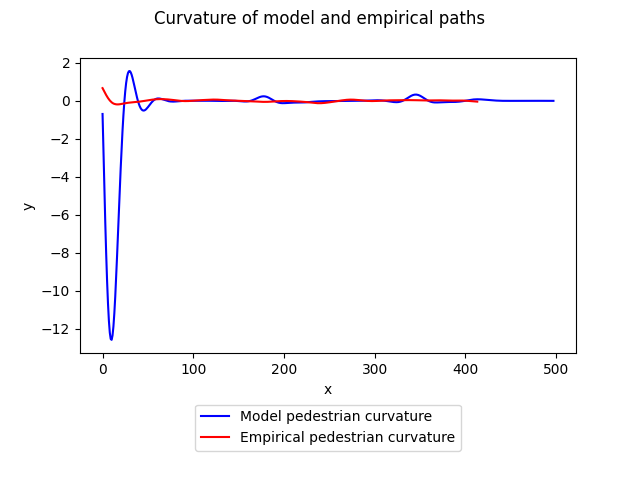 Curvature of model and empirical paths
2
0
−2
−4
−6
−8
−10
−12
y
0 100 200 300 400 500
x
Model pedestrian curvature
Empirical pedestrian curvature